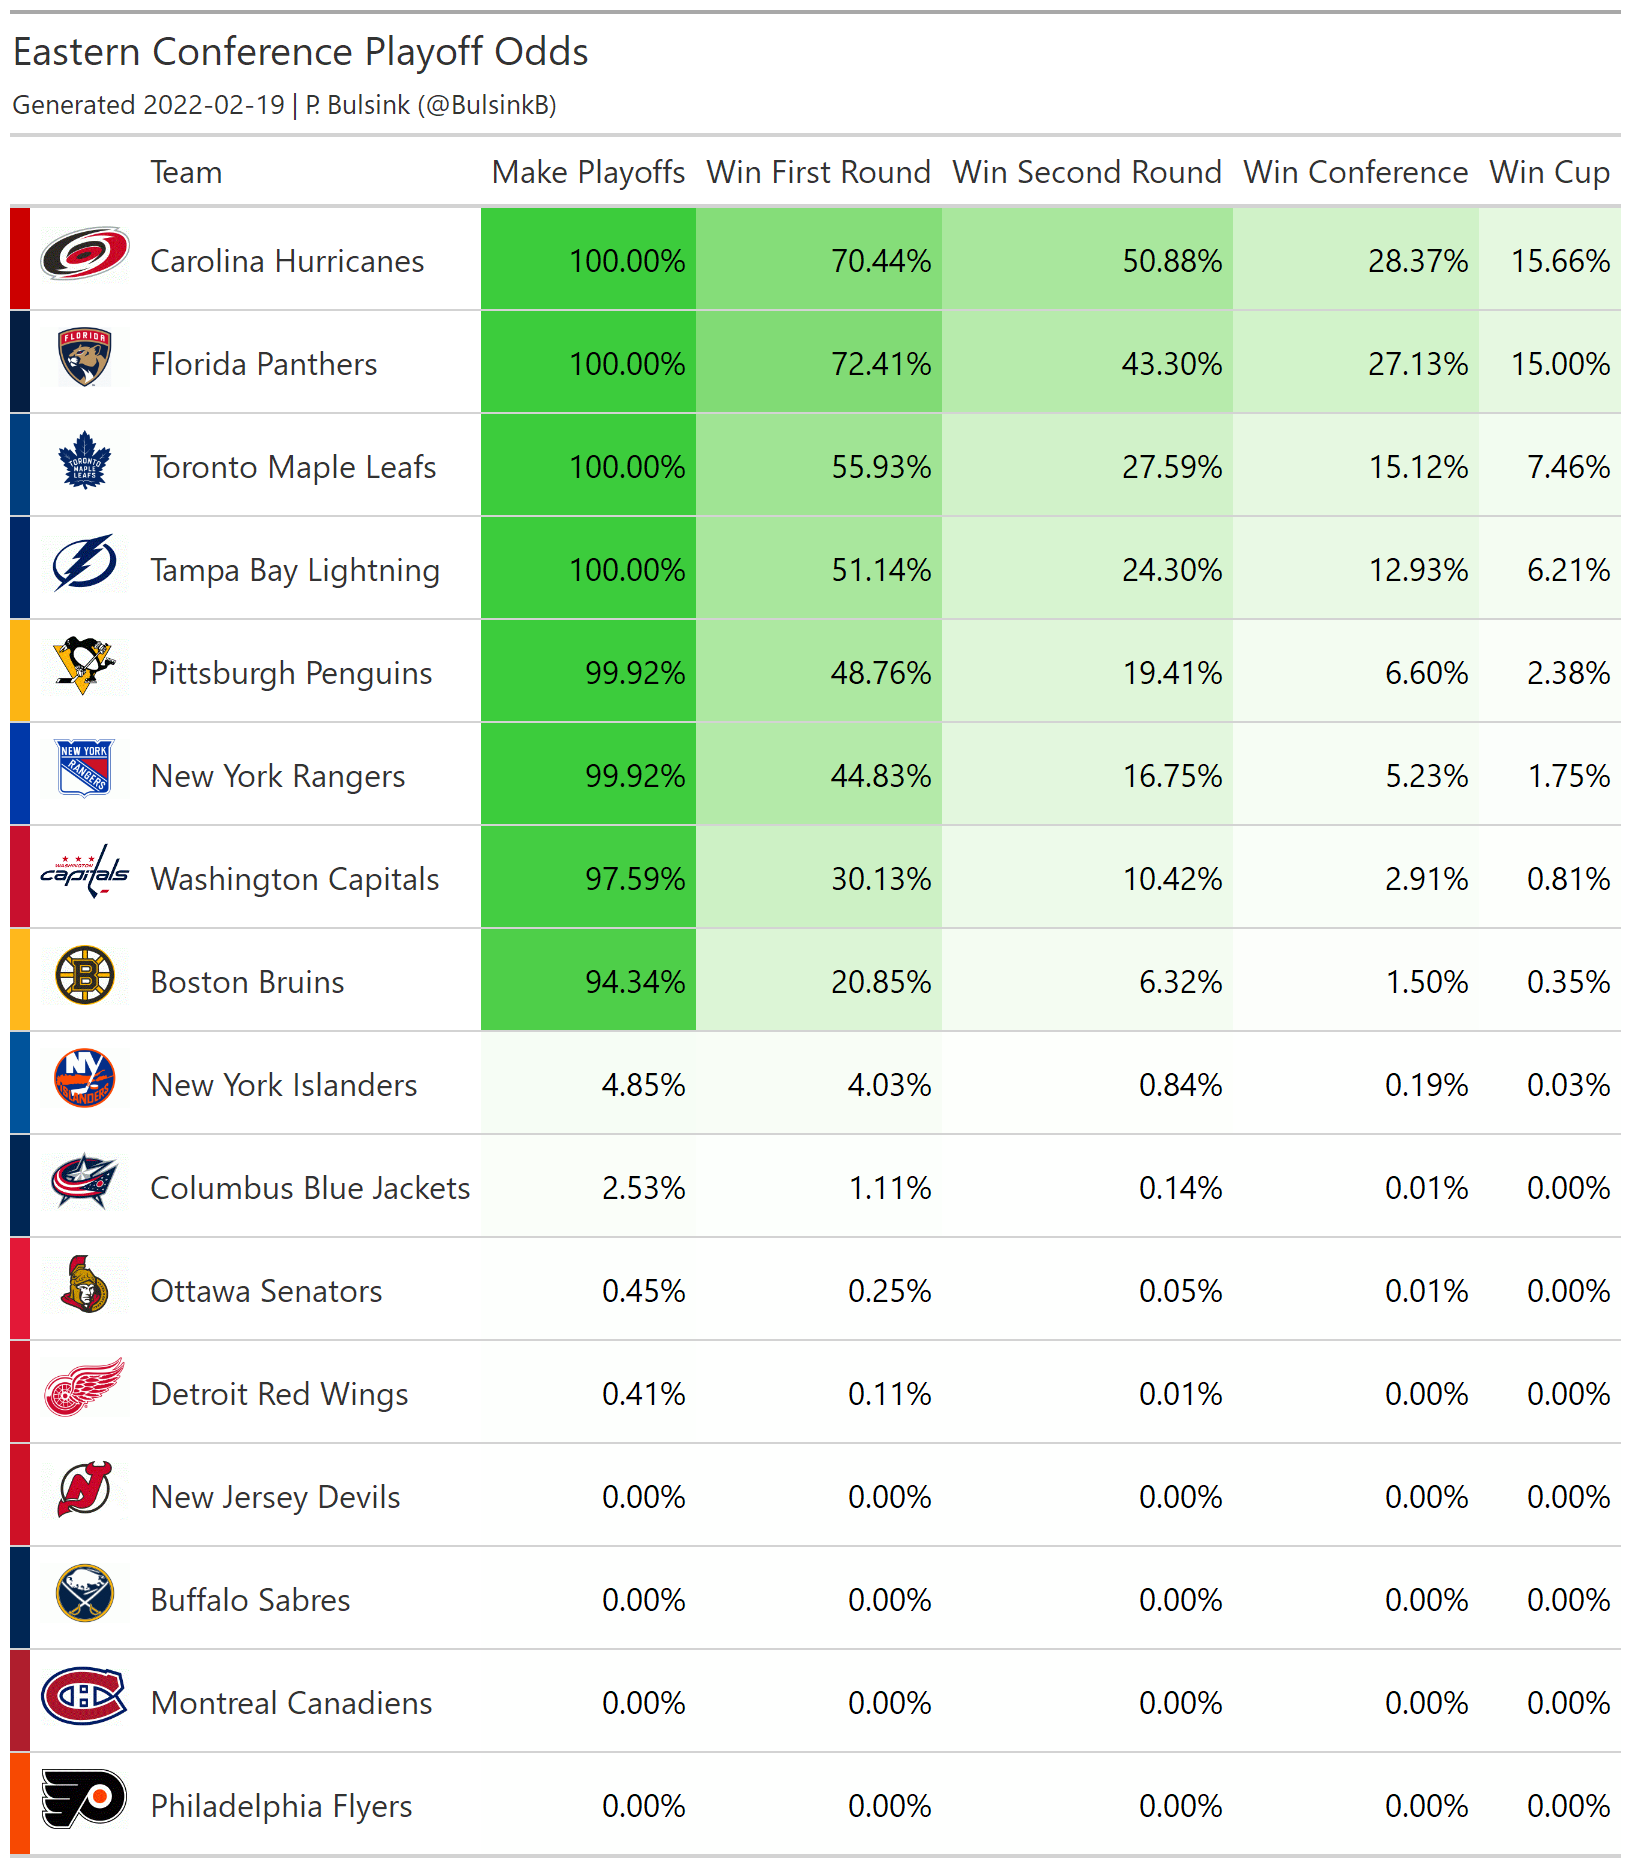 Eastern Conference Playoff Odds
Generated 2022-02-19 | P. Bulsink (@BulsinkB)
Team Make Playoffs Win First Round Win Second Round Win Conference Win Cup
Carolina Hurricanes 100.00% 70.44% 50.88% 28.37% 15.66%
FLORIDA
Florida Panthers 100.00% 72.41% 43.30% 27.13% 15.00%
TORONTO
MAPLE
LEAFS
Toronto Maple Leafs 100.00% 55.93% 27.59% 15.12% 7.46%
Tampa Bay Lightning 100.00% 51.14% 24.30% 12.93% 6.21%
Pittsburgh Penguins 99.92% 48.76% 19.41% 6.60% 2.38%
NEW YORK
RANGERS
New York Rangers 99.92% 44.83% 16.75% 5.23% 1.75%
WASHINGTON
capitals
Washington Capitals 97.59% 30.13% 10.42% 2.91% 0.81%
B
Boston Bruins 94.34% 20.85% 6.32% 1.50% 0.35%
NY
ISLANDERS
New York Islanders 4.85% 4.03% 0.84% 0.19% 0.03%
Columbus Blue Jackets 2.53% 1.11% 0.14% 0.01% 0.00%
Ottawa Senators 0.45% 0.25% 0.05% 0.01% 0.00%
Detroit Red Wings 0.41% 0.11% 0.01% 0.00% 0.00%
New Jersey Devils 0.00% 0.00% 0.00% 0.00% 0.00%
Buffalo Sabres 0.00% 0.00% 0.00% 0.00% 0.00%
Montreal Canadiens 0.00% 0.00% 0.00% 0.00% 0.00%
Philadelphia Flyers 0.00% 0.00% 0.00% 0.00% 0.00%